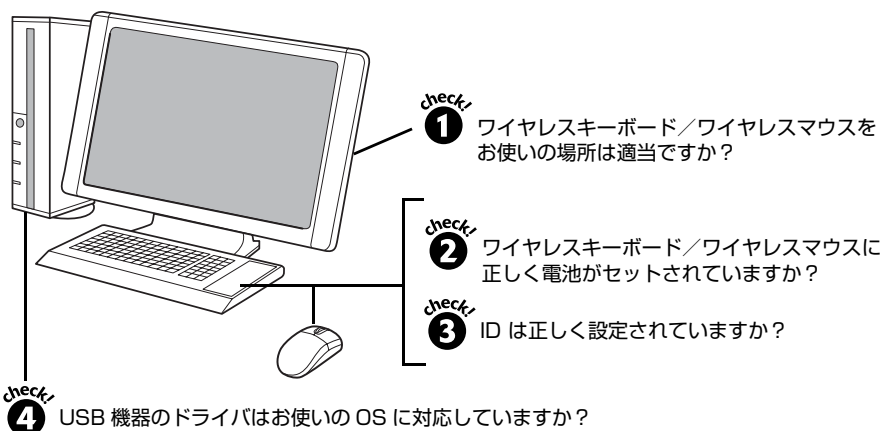 check!
1 ワイヤレスキーボード／ワイヤレスマウスを
お使いの場所は適当ですか？
check!
2 ワイヤレスキーボード／ワイヤレスマウスに
正しく電池がセットされていますか？
check!
3 ID は正しく設定されていますか？
check!
4 USB 機器のドライバはお使いの OS に対応していますか？